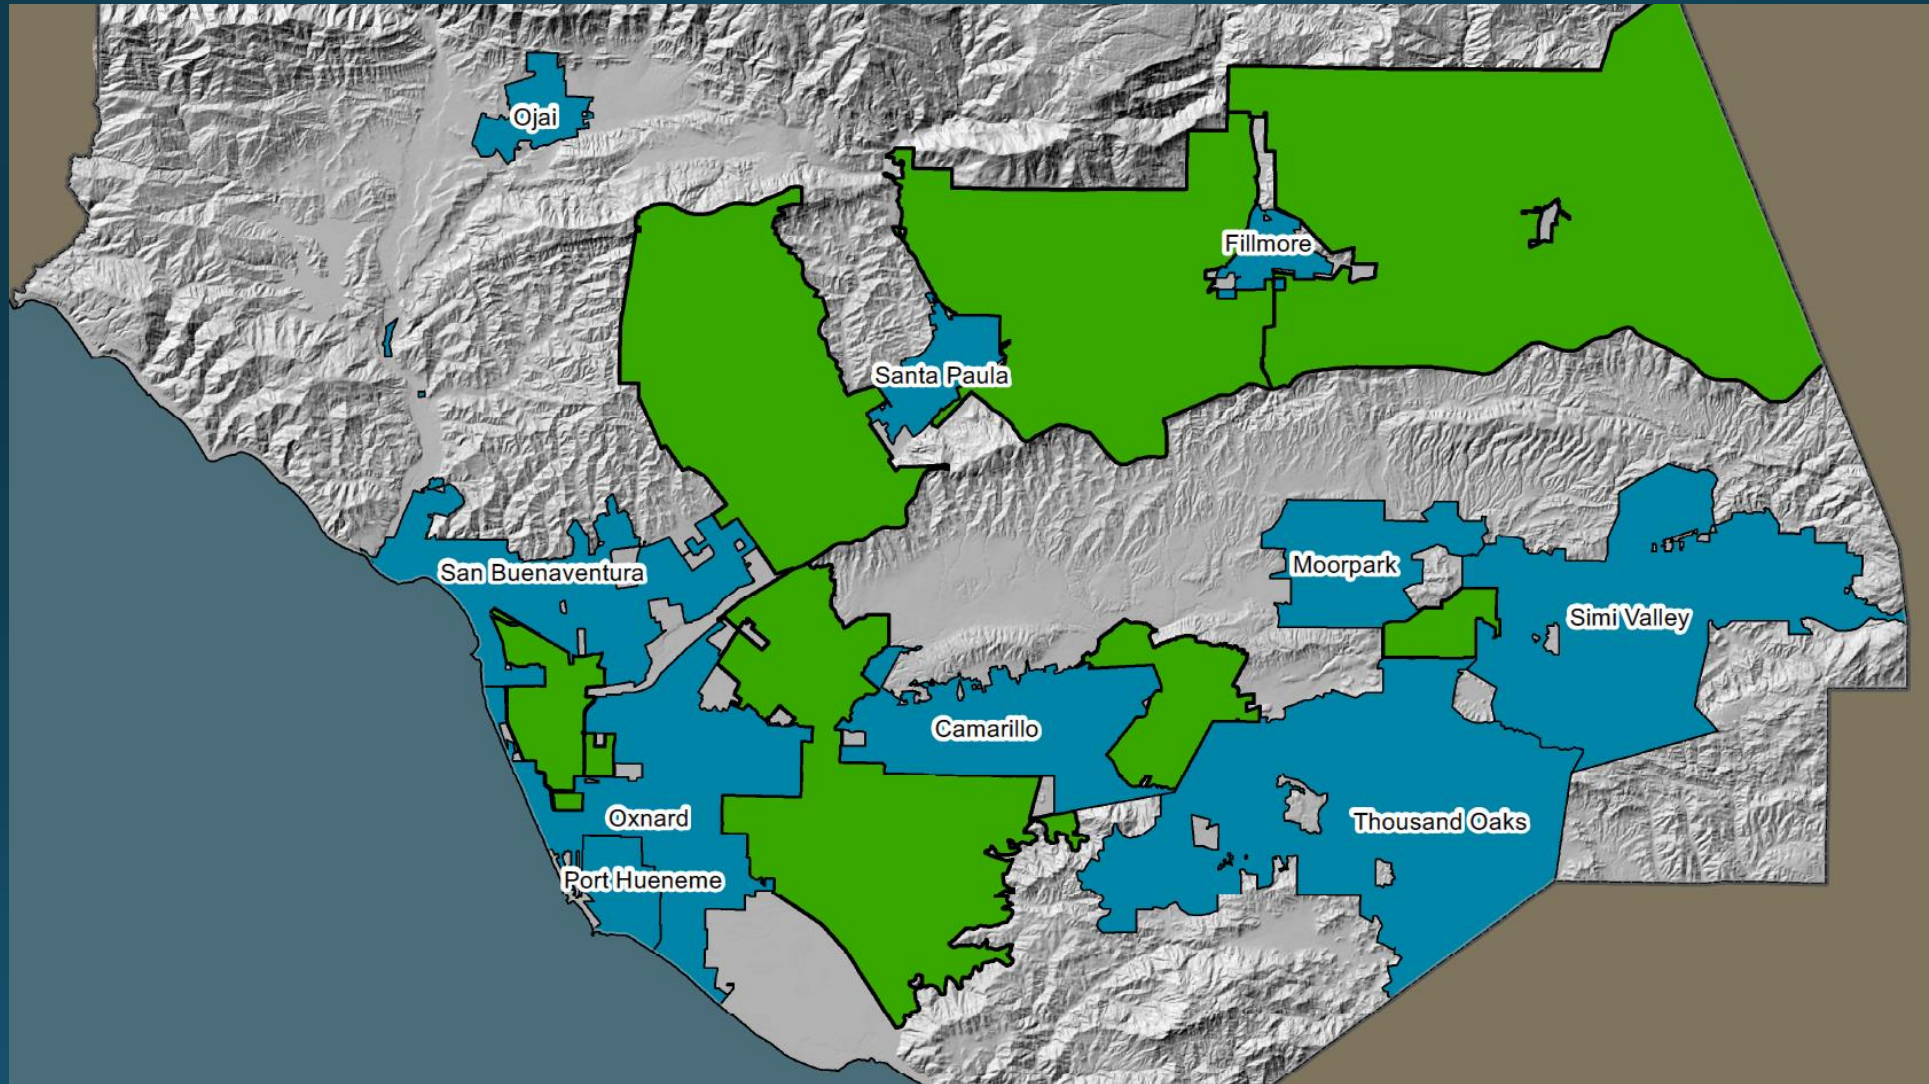 Ojai
Fillmore
Santa Paula
San Buenaventura
Moorpark
Simi Valley
Camarillo
Oxnard
Thousand Oaks
Port Hueneme